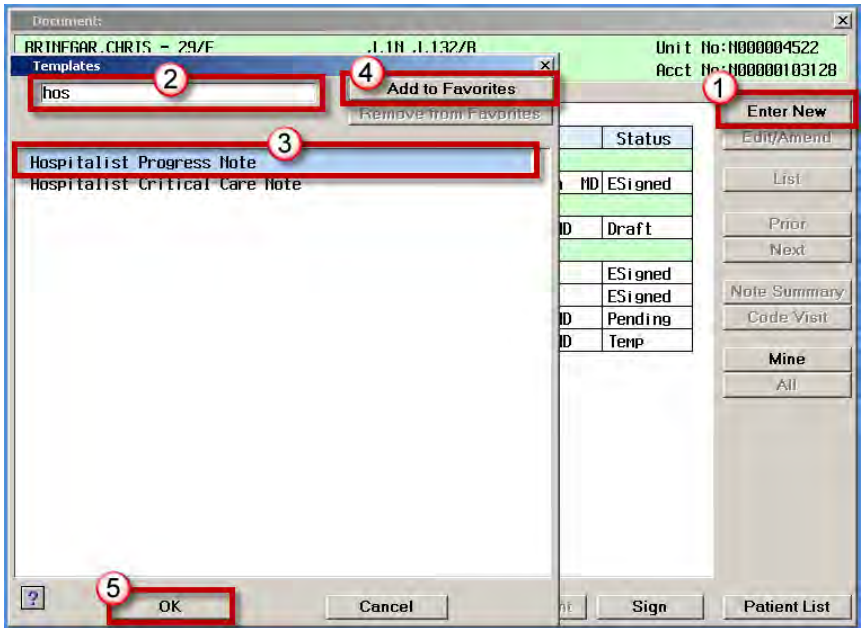 Document:
BRINEGAR,CHRIS - 29/F J.1N J.132/B Unit No:N000004522
Acct No:N00000103128
Templates
2
4
Add to Favorites
hos
Remove from Favorites
1
Enter New
Edit/Amend
3
Status
Hospitalist Progress Note
Hospitalist Critical Care Note
MD ESigned
List
MD Draft
Prior
Next
ESigned
ESigned
Note Summary
MD Pending
Code Visit
MD Temp
Mine
All
?
5
OK
Cancel
Sign
Patient List